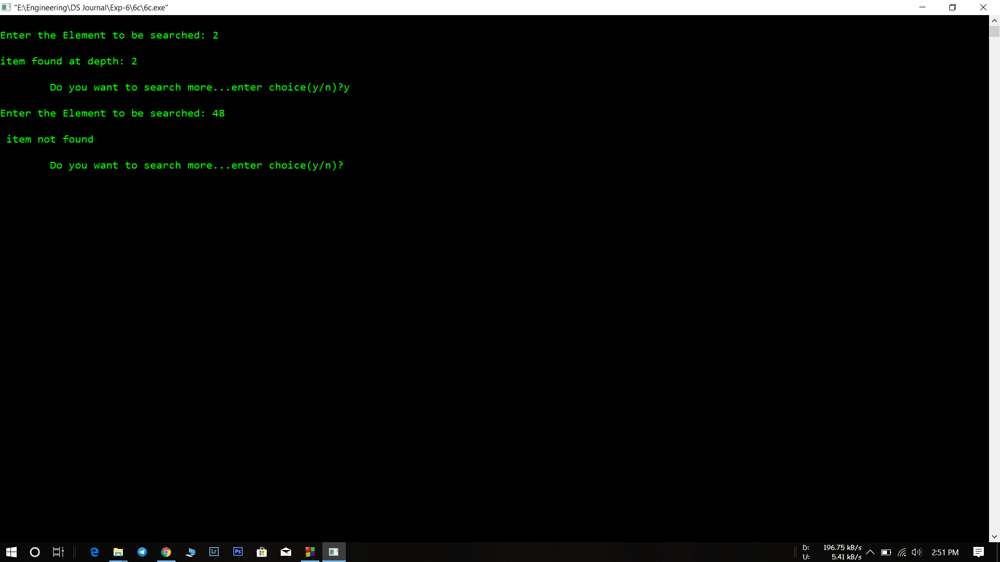 "E:\Engineering\DS Journal\Exp-6\6c\6c.exe"
Enter the Element to be searched: 2
item found at depth: 2
Do you want to search more...enter choice(y/n)?y
Enter the Element to be searched: 48
item not found
Do you want to search more...enter choice(y/n)?
Lr
Ps
D: 196.75 kB/s
U: 5.41 kB/s
2:51 PM